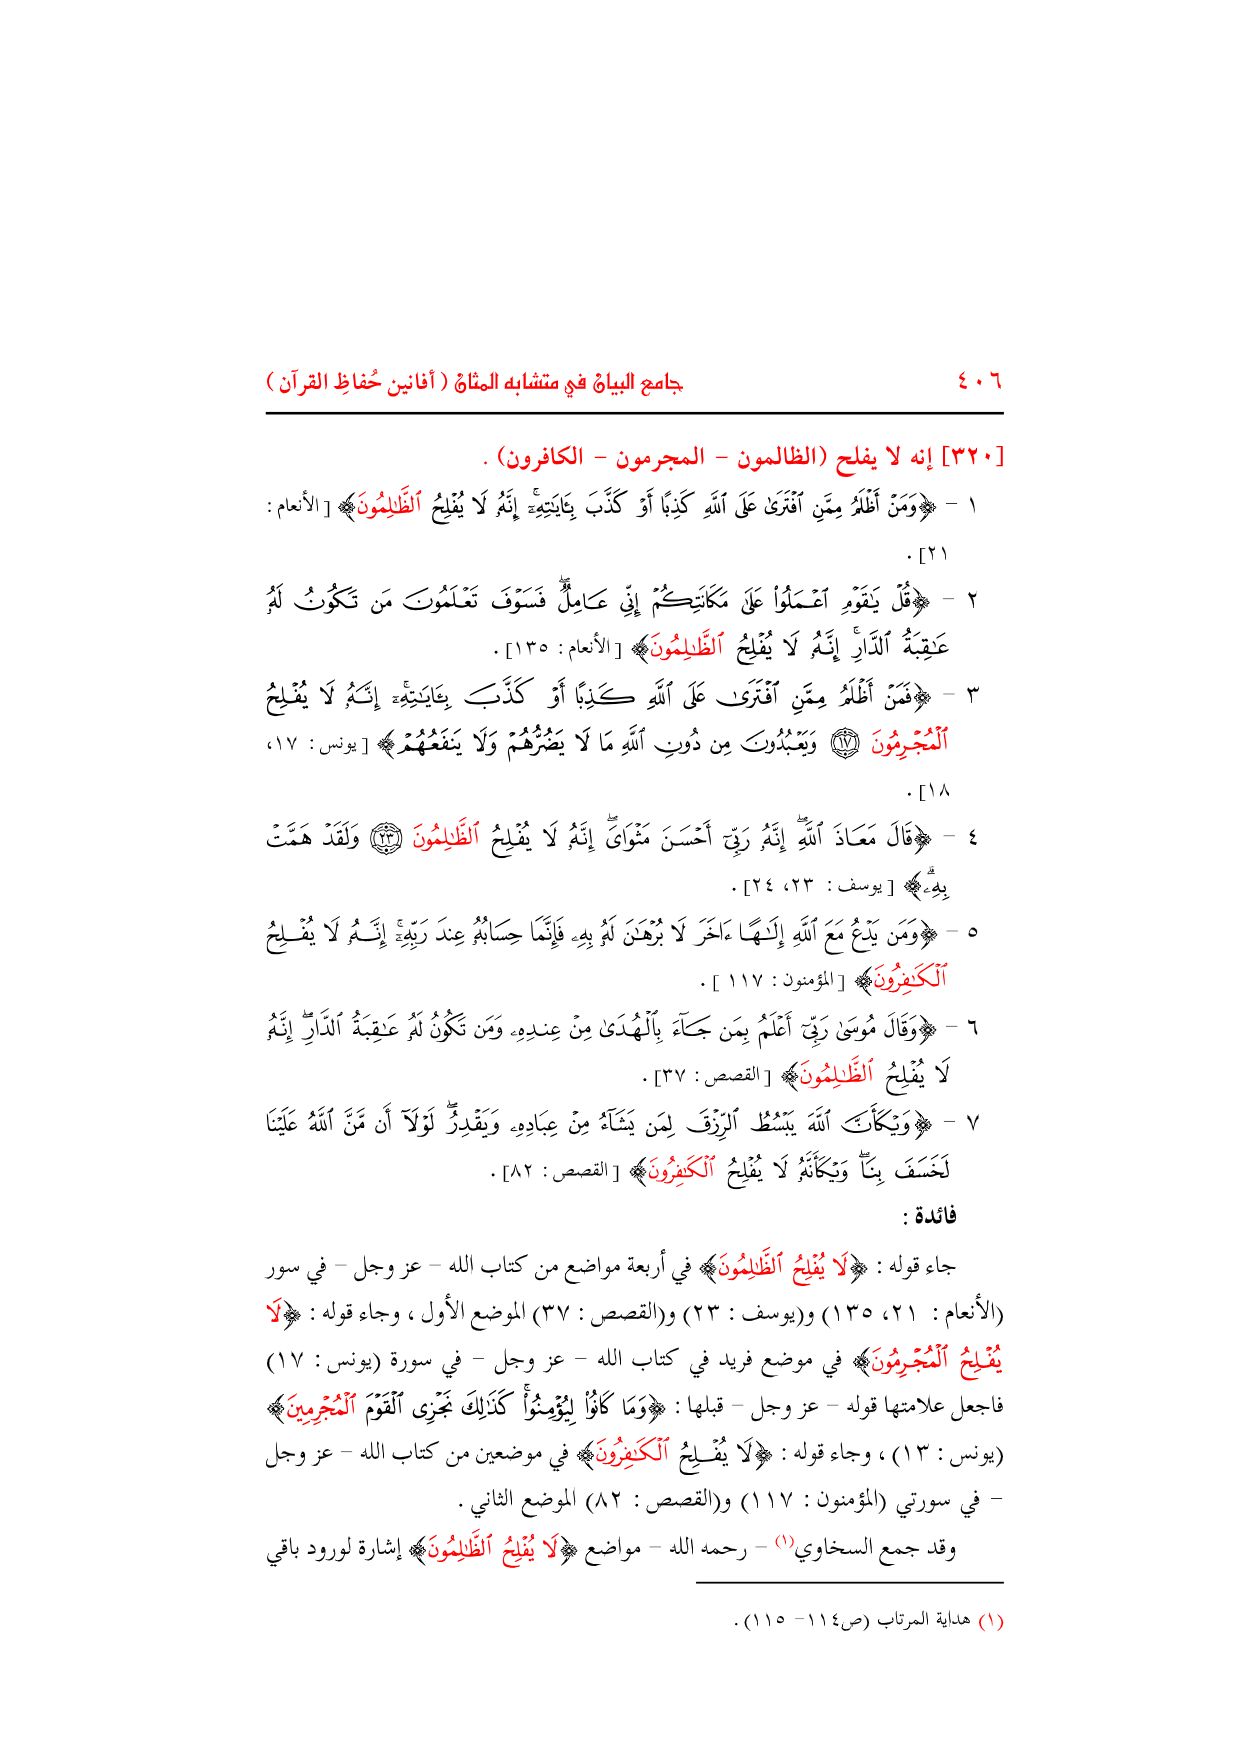 ٤٠٦ جامع البيان في متشابه المثان ( أفانين حُفاظِ القرآن )
[٣٢٠] إنه لا يفلح (الظالمون – المجرمون – الكافرون) .
١ – ﴿وَمَنْ أَظْلَمُ مِمَّنِ ٱفْتَرَىٰ عَلَى ٱللَّهِ كَذِبًا أَوْ كَذَّبَ بِـَٔايَـٰتِهِۦٓ ۚ إِنَّهُۥ لَا يُفْلِحُ ٱلظَّـٰلِمُونَ﴾ [الأنعام :
٢١] .
٢ – ﴿قُلْ يَـٰقَوْمِ ٱعْمَلُوا۟ عَلَىٰ مَكَانَتِكُمْ إِنِّى عَامِلٌ ۖ فَسَوْفَ تَعْلَمُونَ مَن تَكُونُ لَهُۥ
عَـٰقِبَةُ ٱلدَّارِ ۗ إِنَّهُۥ لَا يُفْلِحُ ٱلظَّـٰلِمُونَ﴾ [الأنعام : ١٣٥] .
٣ – ﴿فَمَنْ أَظْلَمُ مِمَّنِ ٱفْتَرَىٰ عَلَى ٱللَّهِ كَذِبًا أَوْ كَذَّبَ بِـَٔايَـٰتِهِۦٓ ۚ إِنَّهُۥ لَا يُفْلِحُ
ٱلْمُجْرِمُونَ ۝١٧ وَيَعْبُدُونَ مِن دُونِ ٱللَّهِ مَا لَا يَضُرُّهُمْ وَلَا يَنفَعُهُمْ﴾ [يونس : ١٧،
١٨] .
٤ – ﴿قَالَ مَعَاذَ ٱللَّهِ ۖ إِنَّهُۥ رَبِّىٓ أَحْسَنَ مَثْوَاىَ ۖ إِنَّهُۥ لَا يُفْلِحُ ٱلظَّـٰلِمُونَ ۝٢٣ وَلَقَدْ هَمَّتْ
بِهِۦ ۖ﴾ [يوسف : ٢٣، ٢٤] .
٥ – ﴿وَمَن يَدْعُ مَعَ ٱللَّهِ إِلَـٰهًا ءَاخَرَ لَا بُرْهَـٰنَ لَهُۥ بِهِۦ فَإِنَّمَا حِسَابُهُۥ عِندَ رَبِّهِۦٓ ۚ إِنَّهُۥ لَا يُفْلِحُ
ٱلْكَـٰفِرُونَ﴾ [المؤمنون : ١١٧ ] .
٦ – ﴿وَقَالَ مُوسَىٰ رَبِّىٓ أَعْلَمُ بِمَن جَآءَ بِٱلْهُدَىٰ مِنْ عِندِهِۦ وَمَن تَكُونُ لَهُۥ عَـٰقِبَةُ ٱلدَّارِ ۖ إِنَّهُۥ
لَا يُفْلِحُ ٱلظَّـٰلِمُونَ﴾ [القصص : ٣٧] .
٧ – ﴿وَيْكَأَنَّ ٱللَّهَ يَبْسُطُ ٱلرِّزْقَ لِمَن يَشَآءُ مِنْ عِبَادِهِۦ وَيَقْدِرُ ۖ لَوْلَآ أَن مَّنَّ ٱللَّهُ عَلَيْنَا
لَخَسَفَ بِنَا ۖ وَيْكَأَنَّهُۥ لَا يُفْلِحُ ٱلْكَـٰفِرُونَ﴾ [القصص : ٨٢] .
فائدة :
جاء قوله : ﴿لَا يُفْلِحُ ٱلظَّـٰلِمُونَ﴾ في أربعة مواضع من كتاب الله – عز وجل – في سور
(الأنعام : ٢١، ١٣٥) و(يوسف : ٢٣) و(القصص : ٣٧) الموضع الأول ، وجاء قوله : ﴿لَا
يُفْلِحُ ٱلْمُجْرِمُونَ﴾ في موضع فريد في كتاب الله – عز وجل – في سورة (يونس : ١٧)
فاجعل علامتها قوله – عز وجل – قبلها : ﴿وَمَا كَانُوا۟ لِيُؤْمِنُوا۟ ۚ كَذَٰلِكَ نَجْزِى ٱلْقَوْمَ ٱلْمُجْرِمِينَ﴾
(يونس : ١٣) ، وجاء قوله : ﴿لَا يُفْلِحُ ٱلْكَـٰفِرُونَ﴾ في موضعين من كتاب الله – عز وجل
– في سورتي (المؤمنون : ١١٧) و(القصص : ٨٢) الموضع الثاني .
وقد جمع السخاوي(١) – رحمه الله – مواضع ﴿لَا يُفْلِحُ ٱلظَّـٰلِمُونَ﴾ إشارة لورود باقي
(١) هداية المرتاب (ص١١٤– ١١٥) .